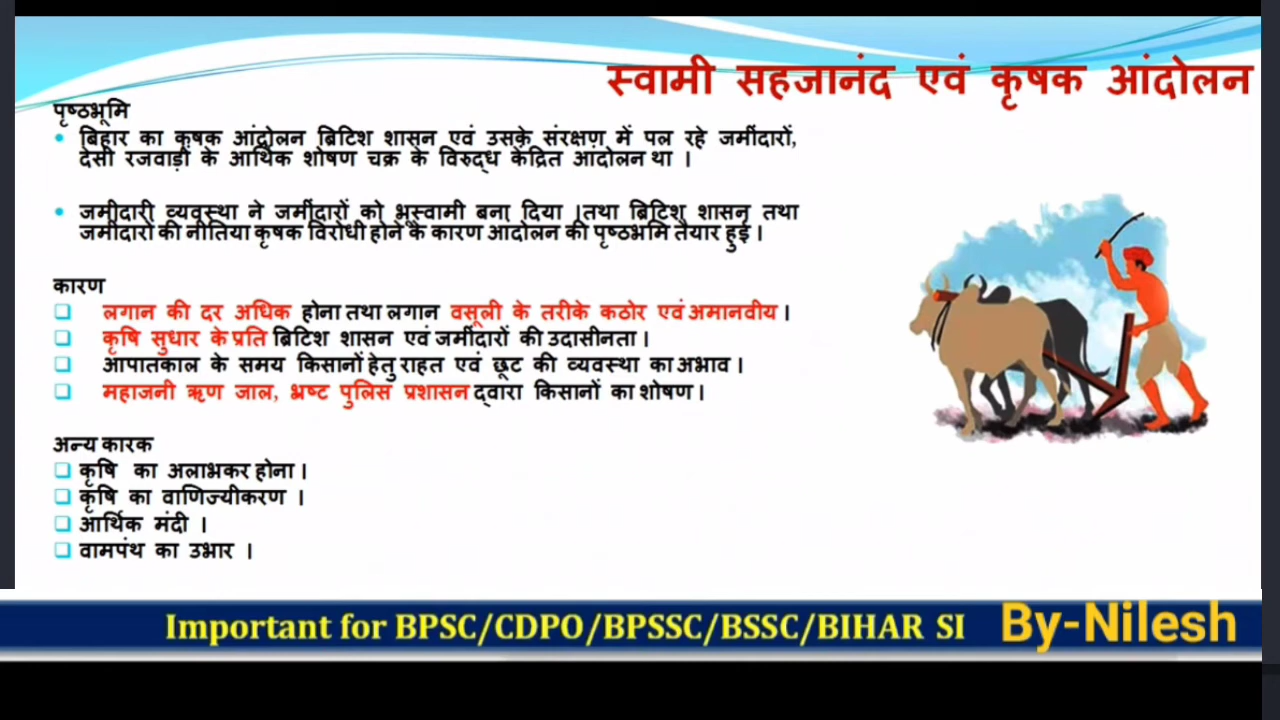 स्वामी सहजानंद एवं कृषक आंदोलन
पृष्ठभूमि
• बिहार का कृषक आंदोलन ब्रिटिश शासन एवं उसके संरक्षण में पल रहे जमींदारों,
देसी रजवाड़ो के आर्थिक शोषण चक्र के विरुद्ध केंद्रित आदोलन था ।
• जमीदारी व्यवस्था ने जमींदारों को भूस्वामी बना दिया ।तथा ब्रिटिश शासन तथा
जमीदारो की नीतिया कृषक विरोधी होने के कारण आदोलन की पृष्ठभमि तैयार हुई ।
कारण
❑ लगान की दर अधिक होना तथा लगान वसूली के तरीके कठोर एवं अमानवीय ।
❑ कृषि सुधार के प्रति ब्रिटिश शासन एवं जमींदारों की उदासीनता ।
❑ आपातकाल के समय किसानों हेतु राहत एवं छूट की व्यवस्था का अभाव ।
❑ महाजनी ऋण जाल, भ्रष्ट पुलिस प्रशासन द्वारा किसानों का शोषण ।
अन्य कारक
❑ कृषि का अलाभकर होना ।
❑ कृषि का वाणिज्यीकरण ।
❑ आर्थिक मंदी ।
❑ वामपंथ का उभार ।
Important for BPSC/CDPO/BPSSC/BSSC/BIHAR SI By-Nilesh